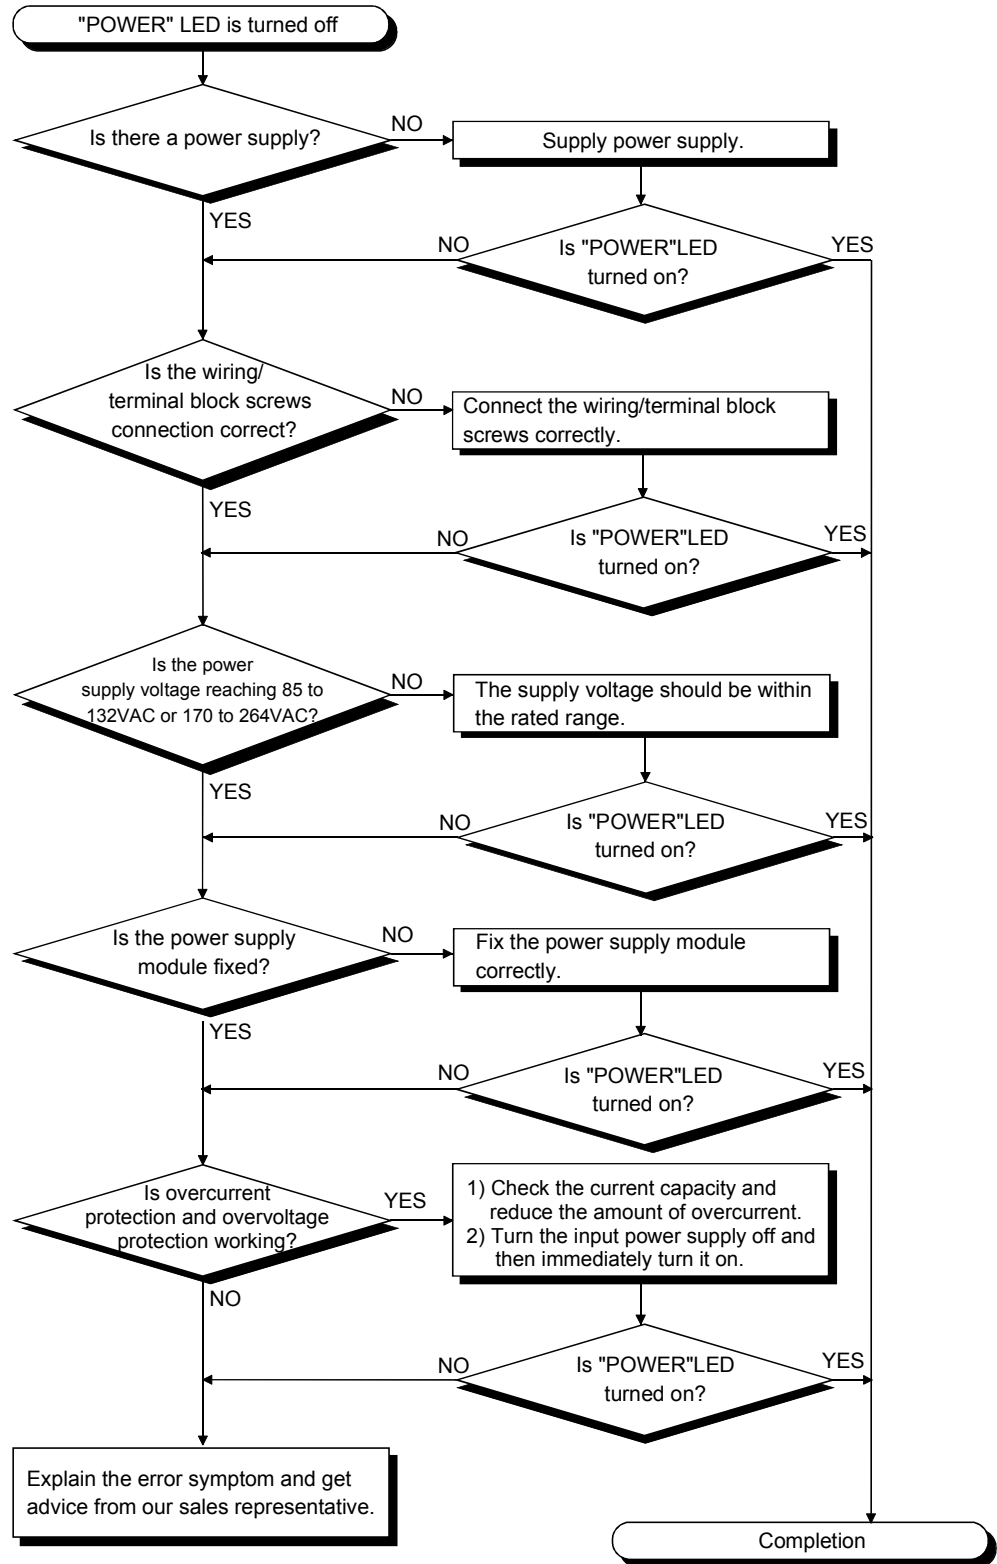 "POWER" LED is turned off
Is there a power supply?
NO
Supply power supply.
YES
NO
Is "POWER"LED
turned on?
YES
Is the wiring/
terminal block screws
connection correct?
NO
Connect the wiring/terminal block
screws correctly.
YES
NO
Is "POWER"LED
turned on?
YES
Is the power
supply voltage reaching 85 to
132VAC or 170 to 264VAC?
NO
The supply voltage should be within
the rated range.
YES
NO
Is "POWER"LED
turned on?
YES
Is the power supply
module fixed?
NO
Fix the power supply module
correctly.
YES
NO
Is "POWER"LED
turned on?
YES
Is overcurrent
protection and overvoltage
protection working?
YES
1) Check the current capacity and
reduce the amount of overcurrent.
2) Turn the input power supply off and
then immediately turn it on.
NO
NO
Is "POWER"LED
turned on?
YES
Explain the error symptom and get
advice from our sales representative.
Completion